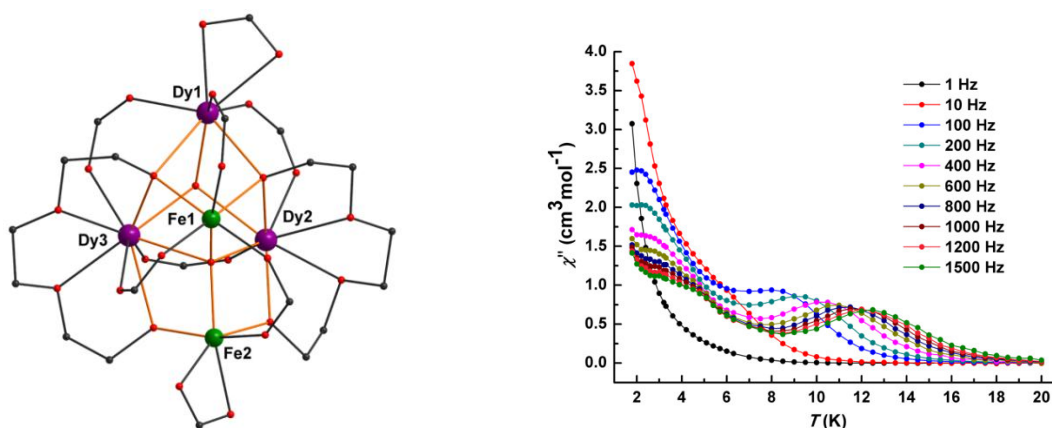 Dy1
Fe1
Dy2
Dy3
Fe2
χ'' (cm³mol⁻¹)
4.0
3.5
3.0
2.5
2.0
1.5
1.0
0.5
0.0
1 Hz
10 Hz
100 Hz
200 Hz
400 Hz
600 Hz
800 Hz
1000 Hz
1200 Hz
1500 Hz
2 4 6 8 10 12 14 16 18 20
T (K)